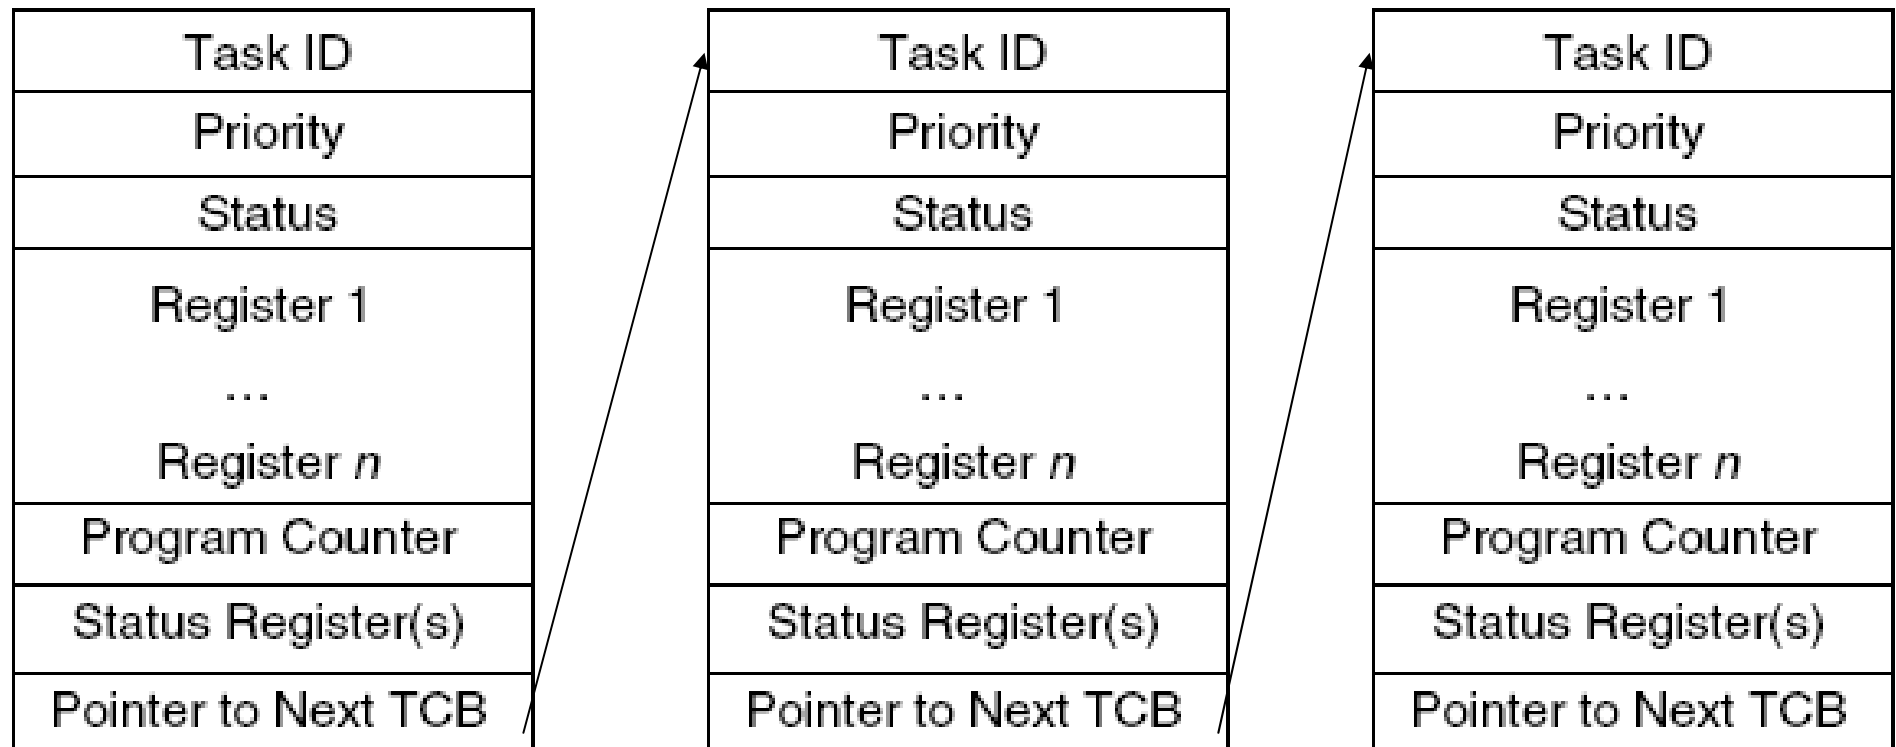 Task ID
Priority
Status
Register 1
...
Register n
Program Counter
Status Register(s)
Pointer to Next TCB
Task ID
Priority
Status
Register 1
...
Register n
Program Counter
Status Register(s)
Pointer to Next TCB
Task ID
Priority
Status
Register 1
...
Register n
Program Counter
Status Register(s)
Pointer to Next TCB